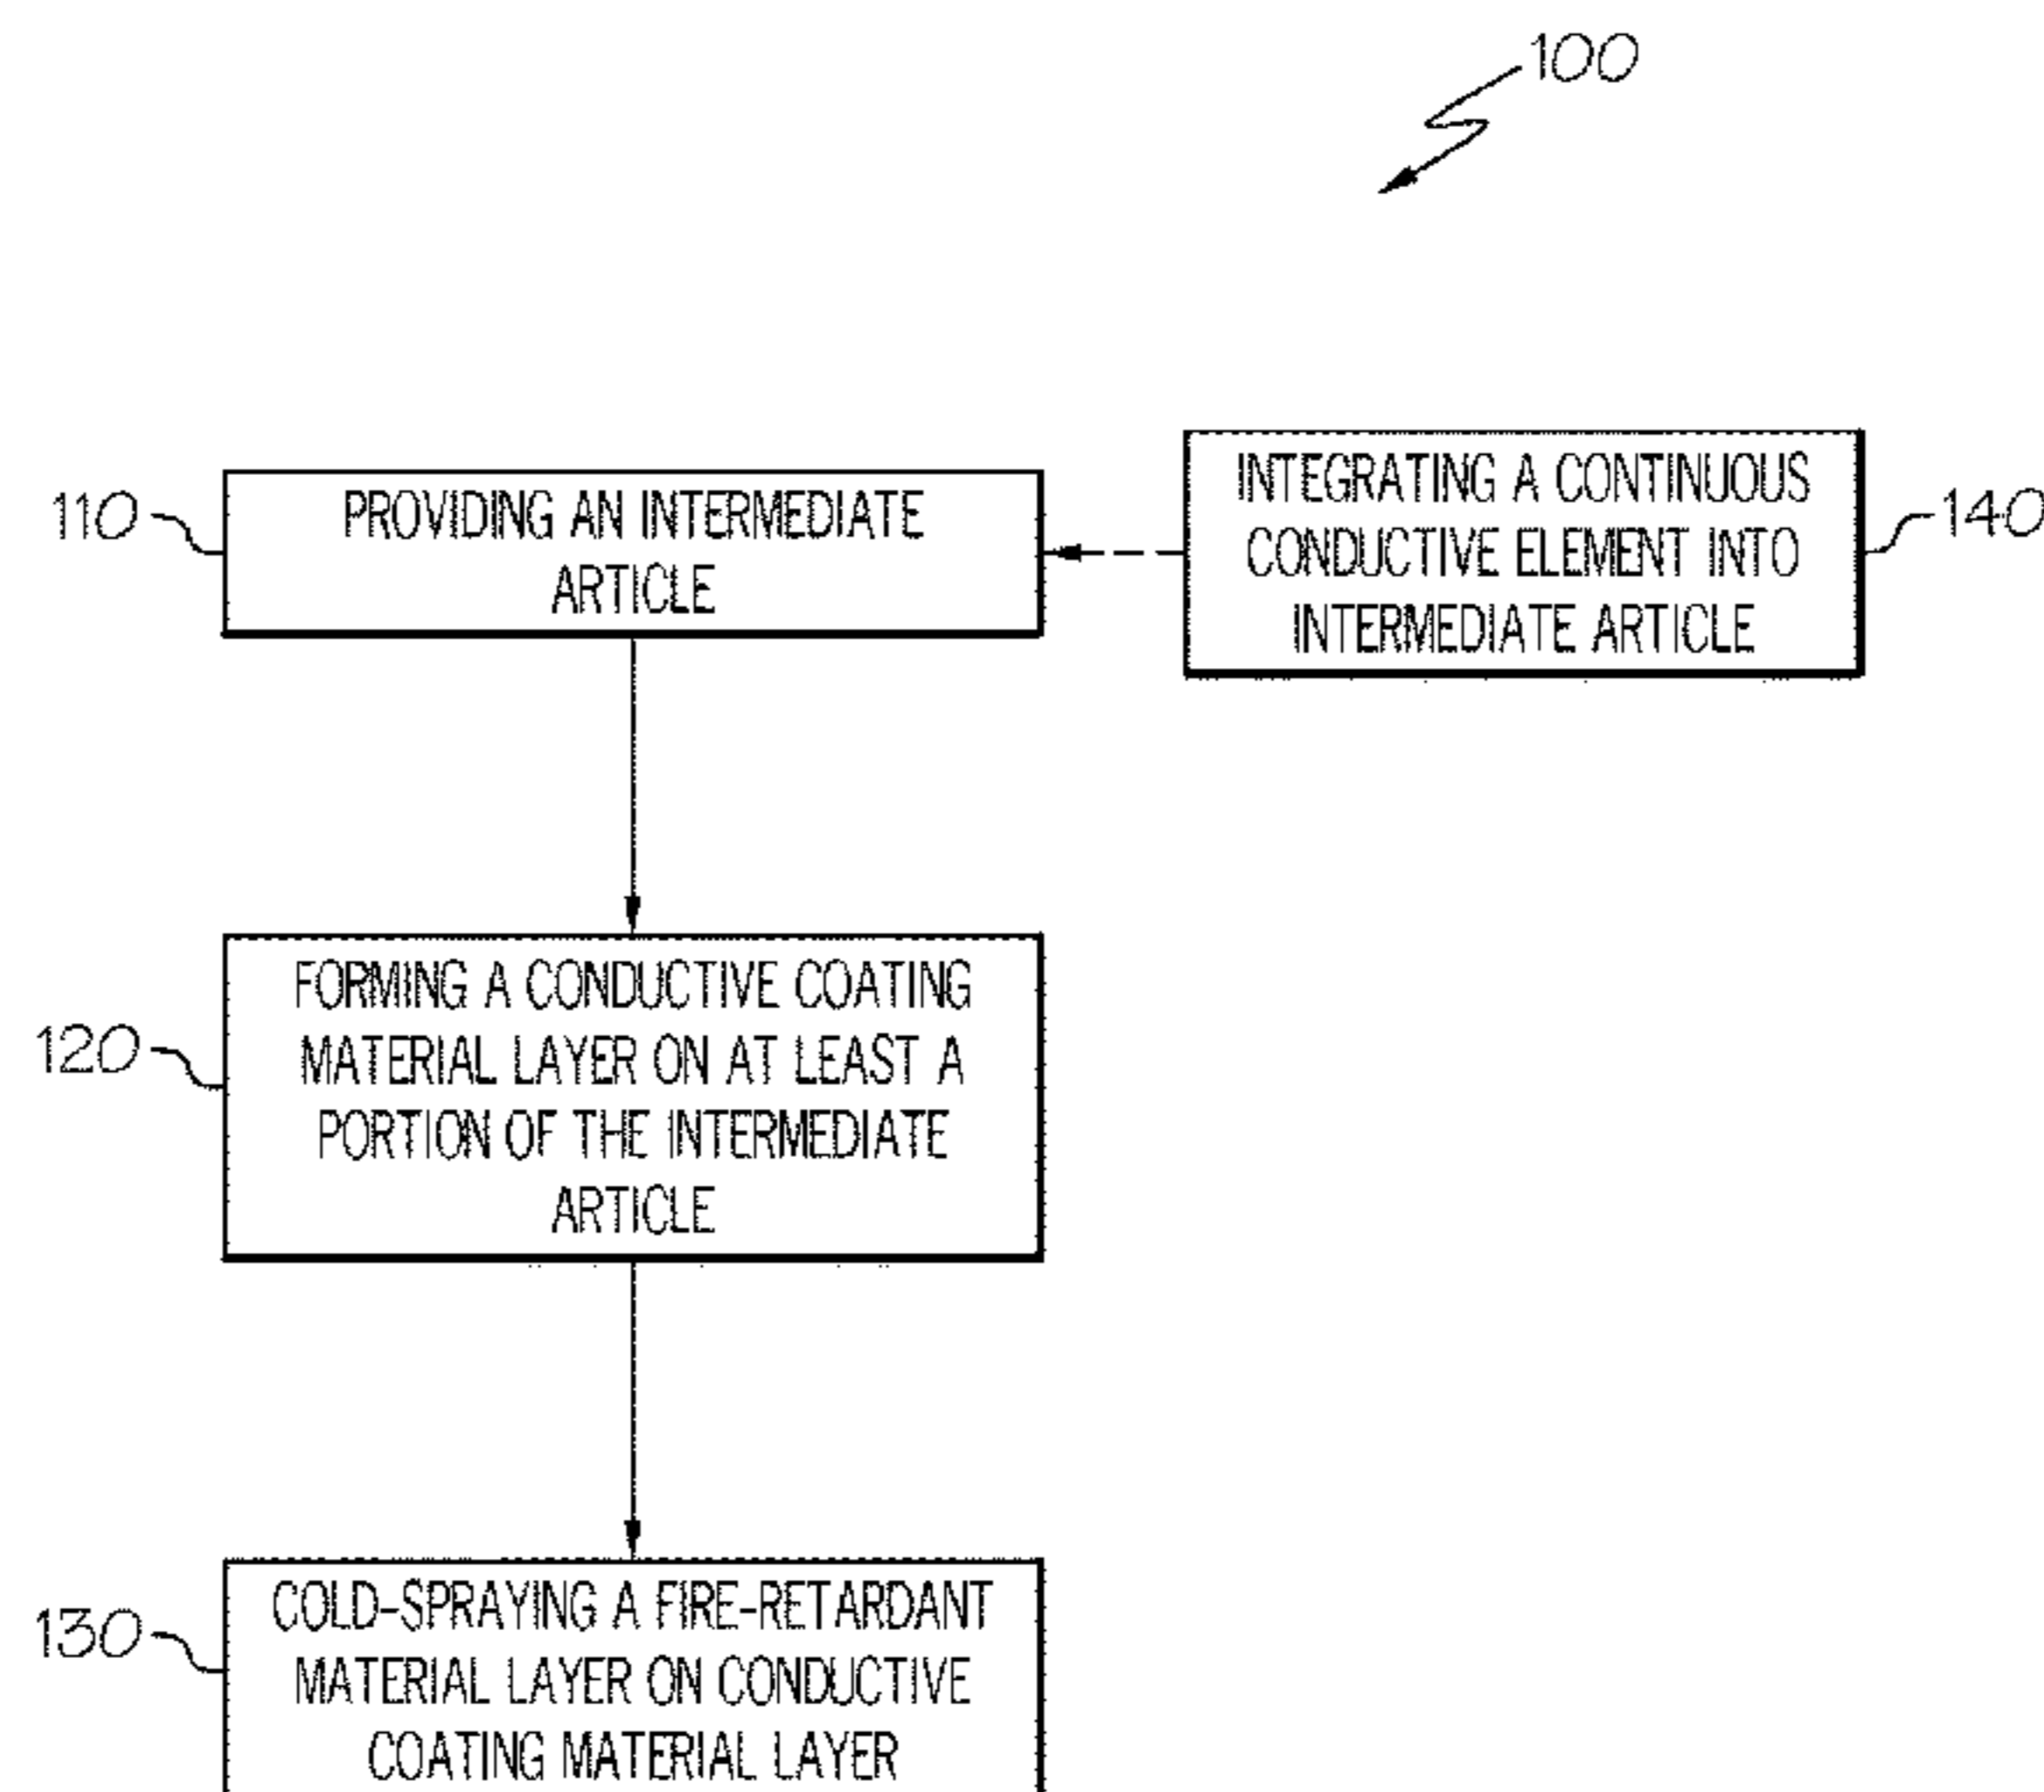 100
110
PROVIDING AN INTERMEDIATE
ARTICLE
INTEGRATING A CONTINUOUS
CONDUCTIVE ELEMENT INTO
INTERMEDIATE ARTICLE
140
120
FORMING A CONDUCTIVE COATING
MATERIAL LAYER ON AT LEAST A
PORTION OF THE INTERMEDIATE
ARTICLE
130
COLD-SPRAYING A FIRE-RETARDANT
MATERIAL LAYER ON CONDUCTIVE
COATING MATERIAL LAYER